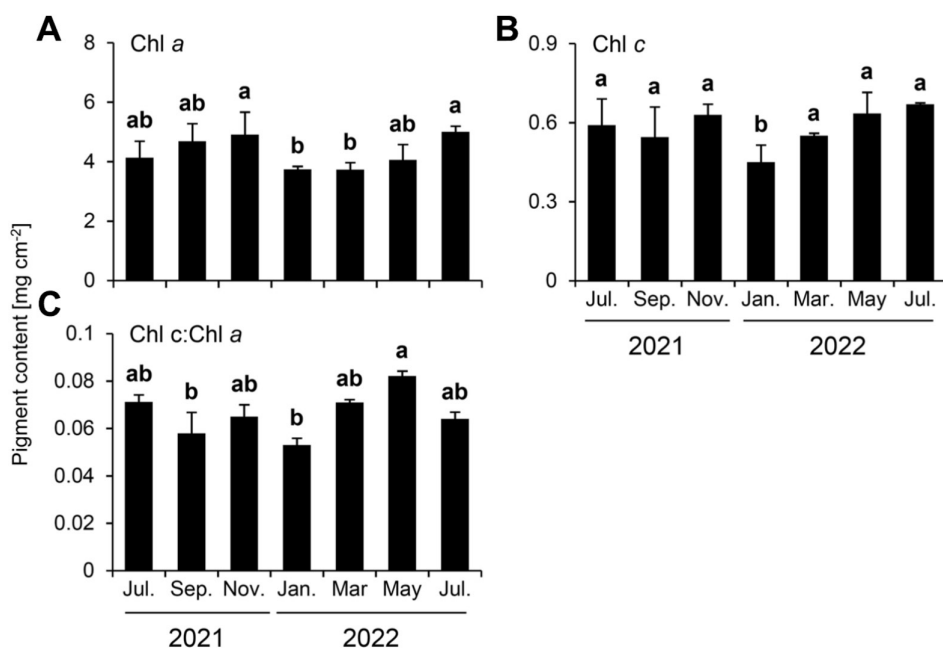 A
Chl a
8
6
4
2
0
ab ab a b b ab a
B
Chl c
0.9
0.6
0.3
0
a a a b a a a
Jul. Sep. Nov. Jan. Mar. May Jul.
2021 2022
Pigment content [mg cm-2]
C
Chl c:Chl a
0.1
0.08
0.06
0.04
0.02
0
ab b ab b ab a ab
Jul. Sep. Nov. Jan. Mar May Jul.
2021 2022